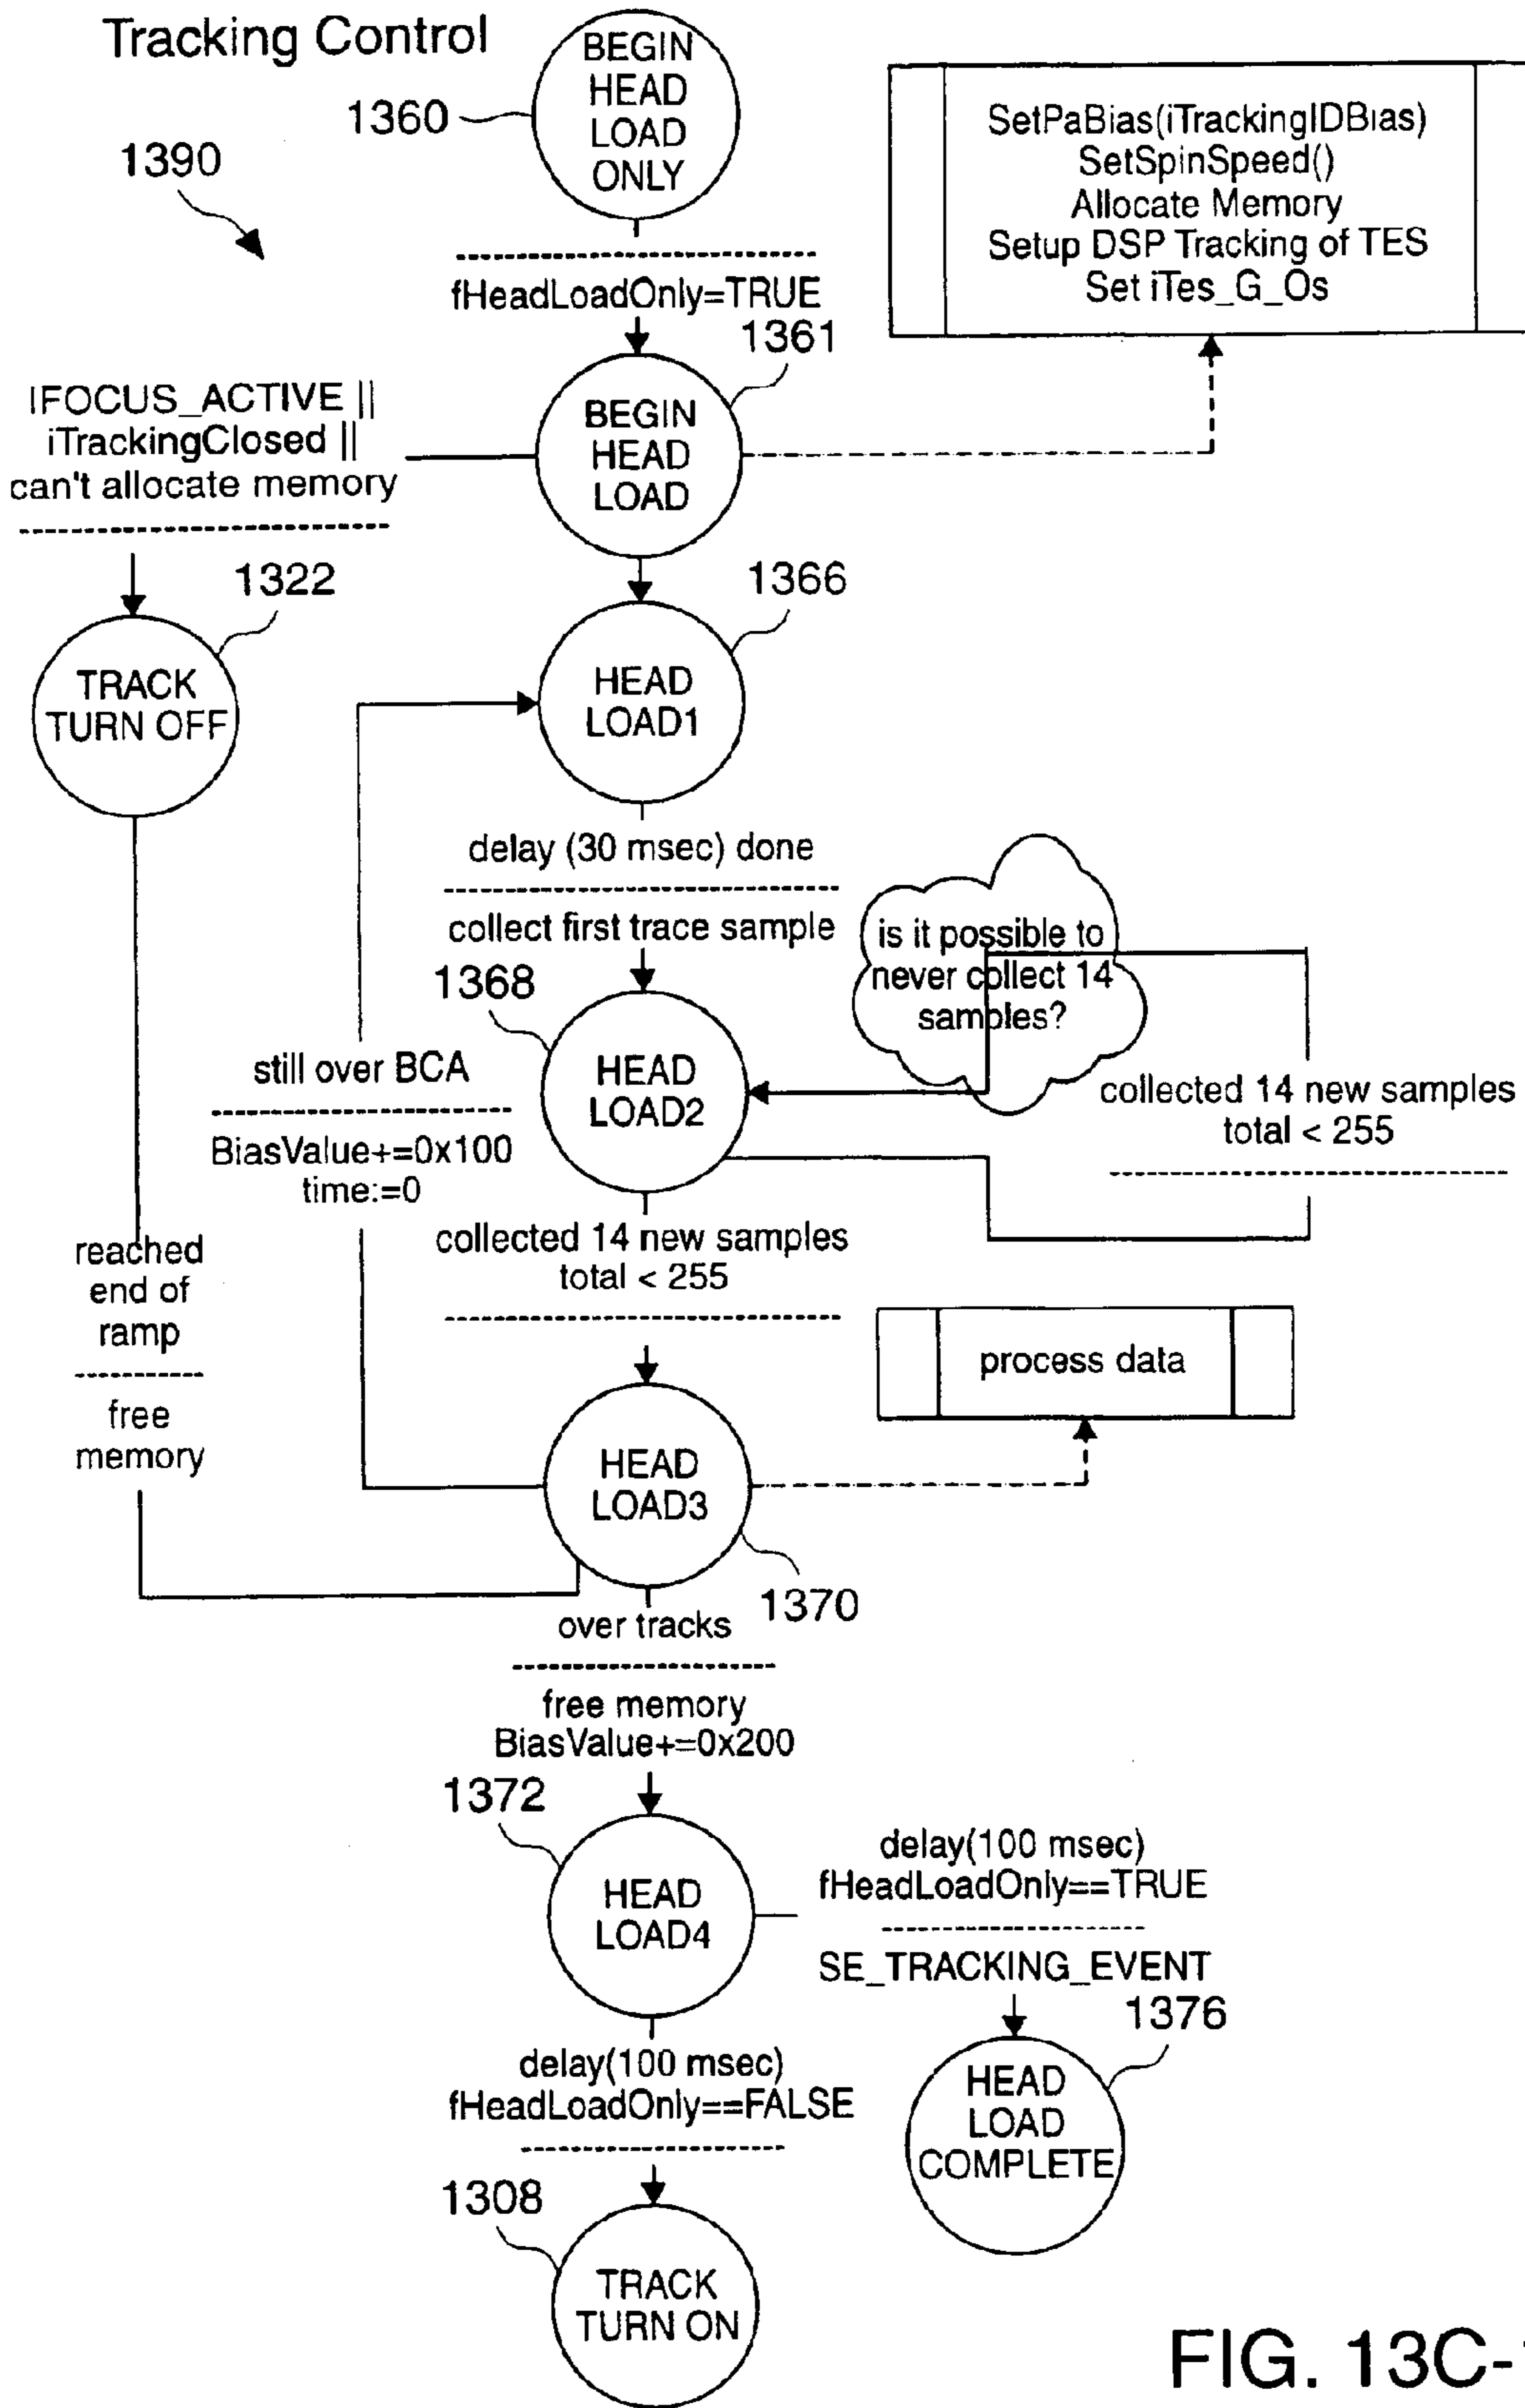 Tracking Control
1360
1390
BEGIN
HEAD
LOAD
ONLY
SetPaBias(iTrackingIDBias)
SetSpinSpeed()
Allocate Memory
Setup DSP Tracking of TES
Set iTes_G_Os
fHeadLoadOnly=TRUE
1361
IFOCUS_ACTIVE ||
iTrackingClosed ||
can't allocate memory
BEGIN
HEAD
LOAD
1322
1366
TRACK
TURN OFF
HEAD
LOAD1
delay (30 msec) done
collect first trace sample
is it possible to
never collect 14
samples?
1368
still over BCA
BiasValue+=0x100
time:=0
HEAD
LOAD2
collected 14 new samples
total < 255
collected 14 new samples
total < 255
reached
end of
ramp
free
memory
process data
HEAD
LOAD3
1370
over tracks
free memory
BiasValue+=0x200
1372
HEAD
LOAD4
delay(100 msec)
fHeadLoadOnly==TRUE
SE_TRACKING_EVENT
1376
delay(100 msec)
fHeadLoadOnly==FALSE
HEAD
LOAD
COMPLETE
1308
TRACK
TURN ON
FIG. 13C-